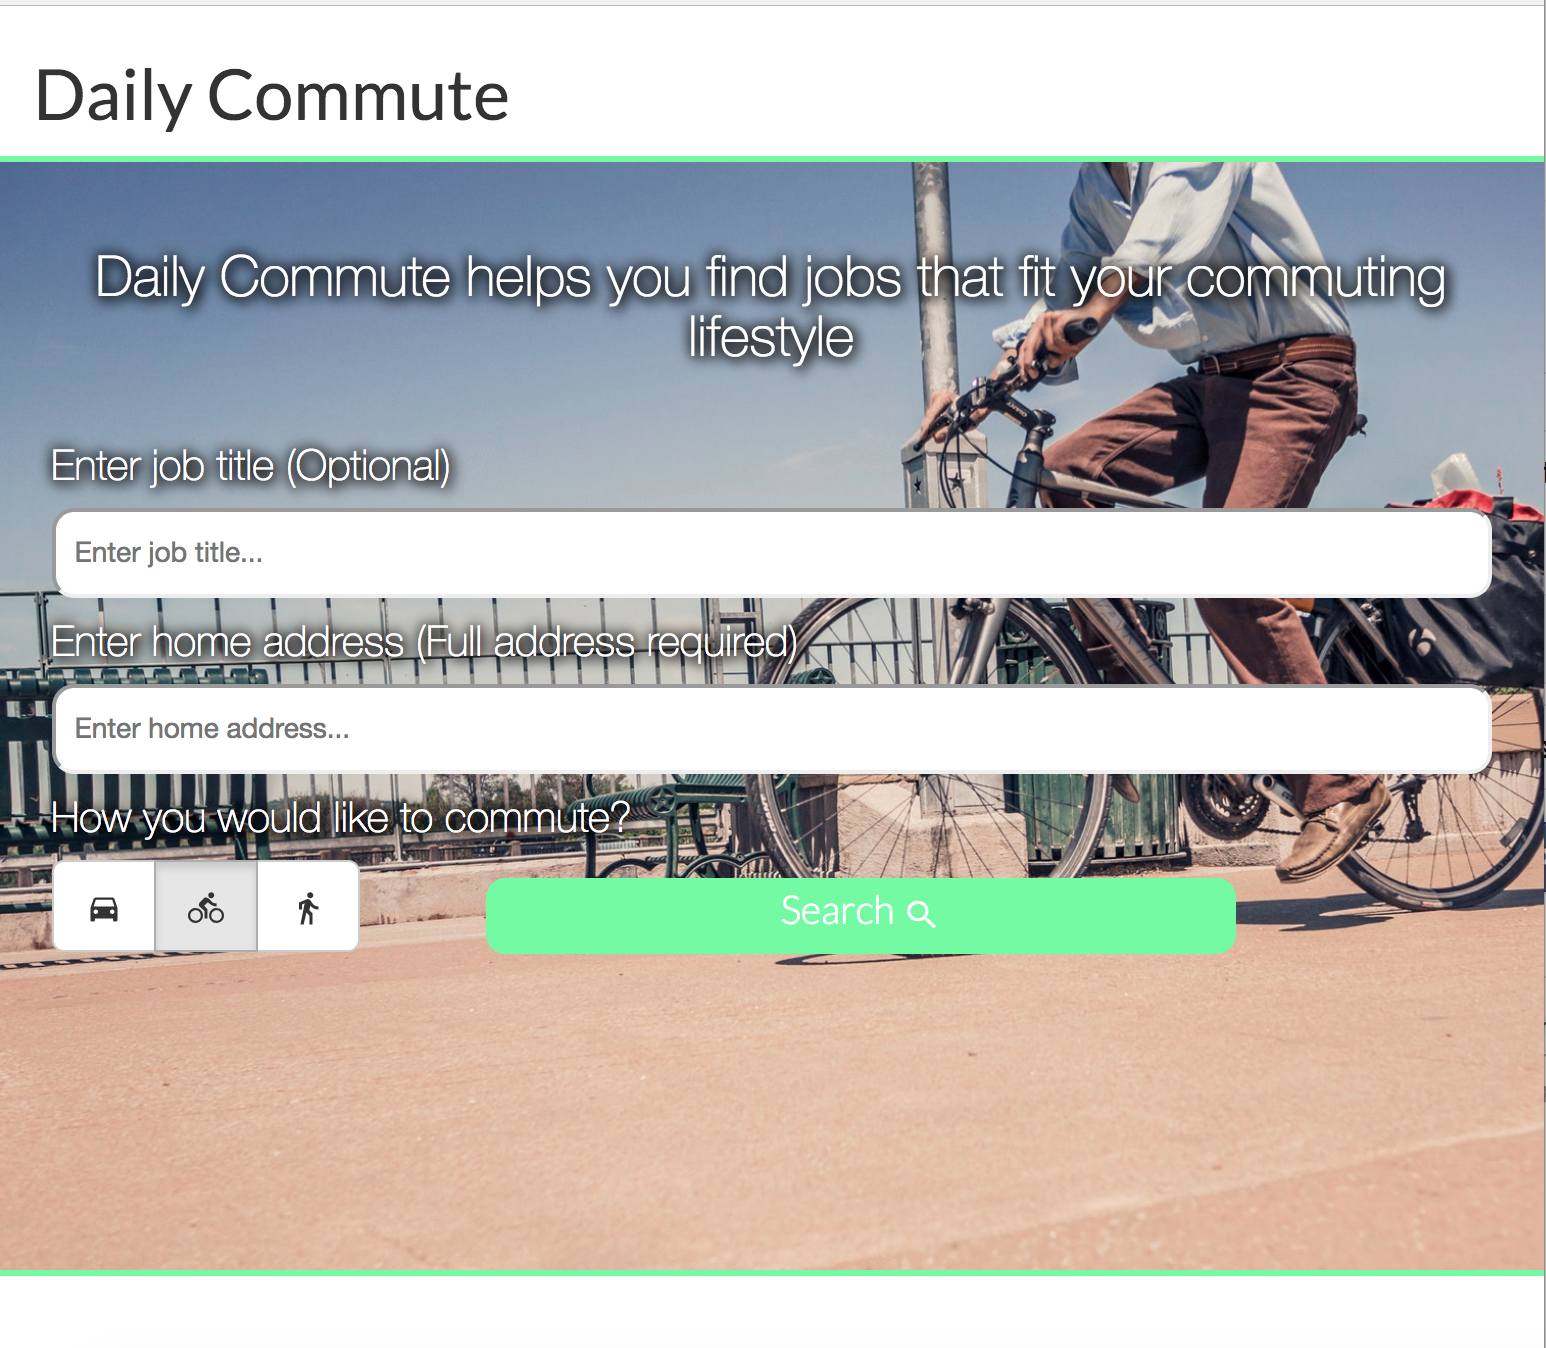 Daily Commute
Daily Commute helps you find jobs that fit your commuting
lifestyle
Enter job title (Optional)
Enter job title...
Enter home address (Full address required)
Enter home address...
How you would like to commute?
Search